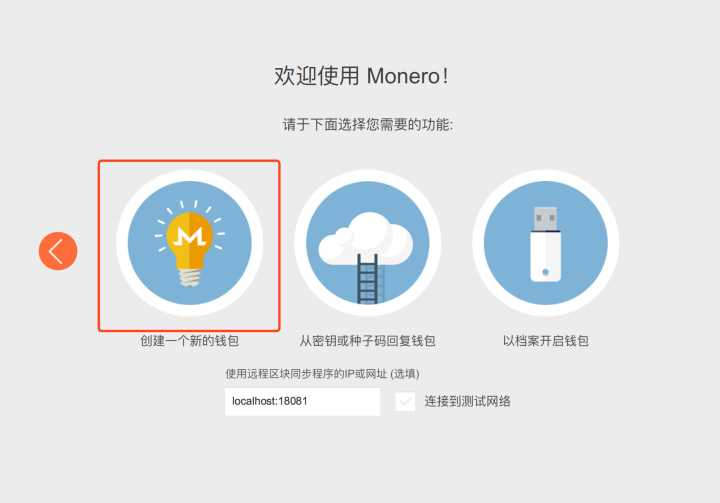 欢迎使用 Monero！
请于下面选择您需要的功能:
创建一个新的钱包
从密钥或种子码回复钱包
以档案开启钱包
使用远程区块同步程序的IP或网址 (选填)
localhost:18081
连接到测试网络